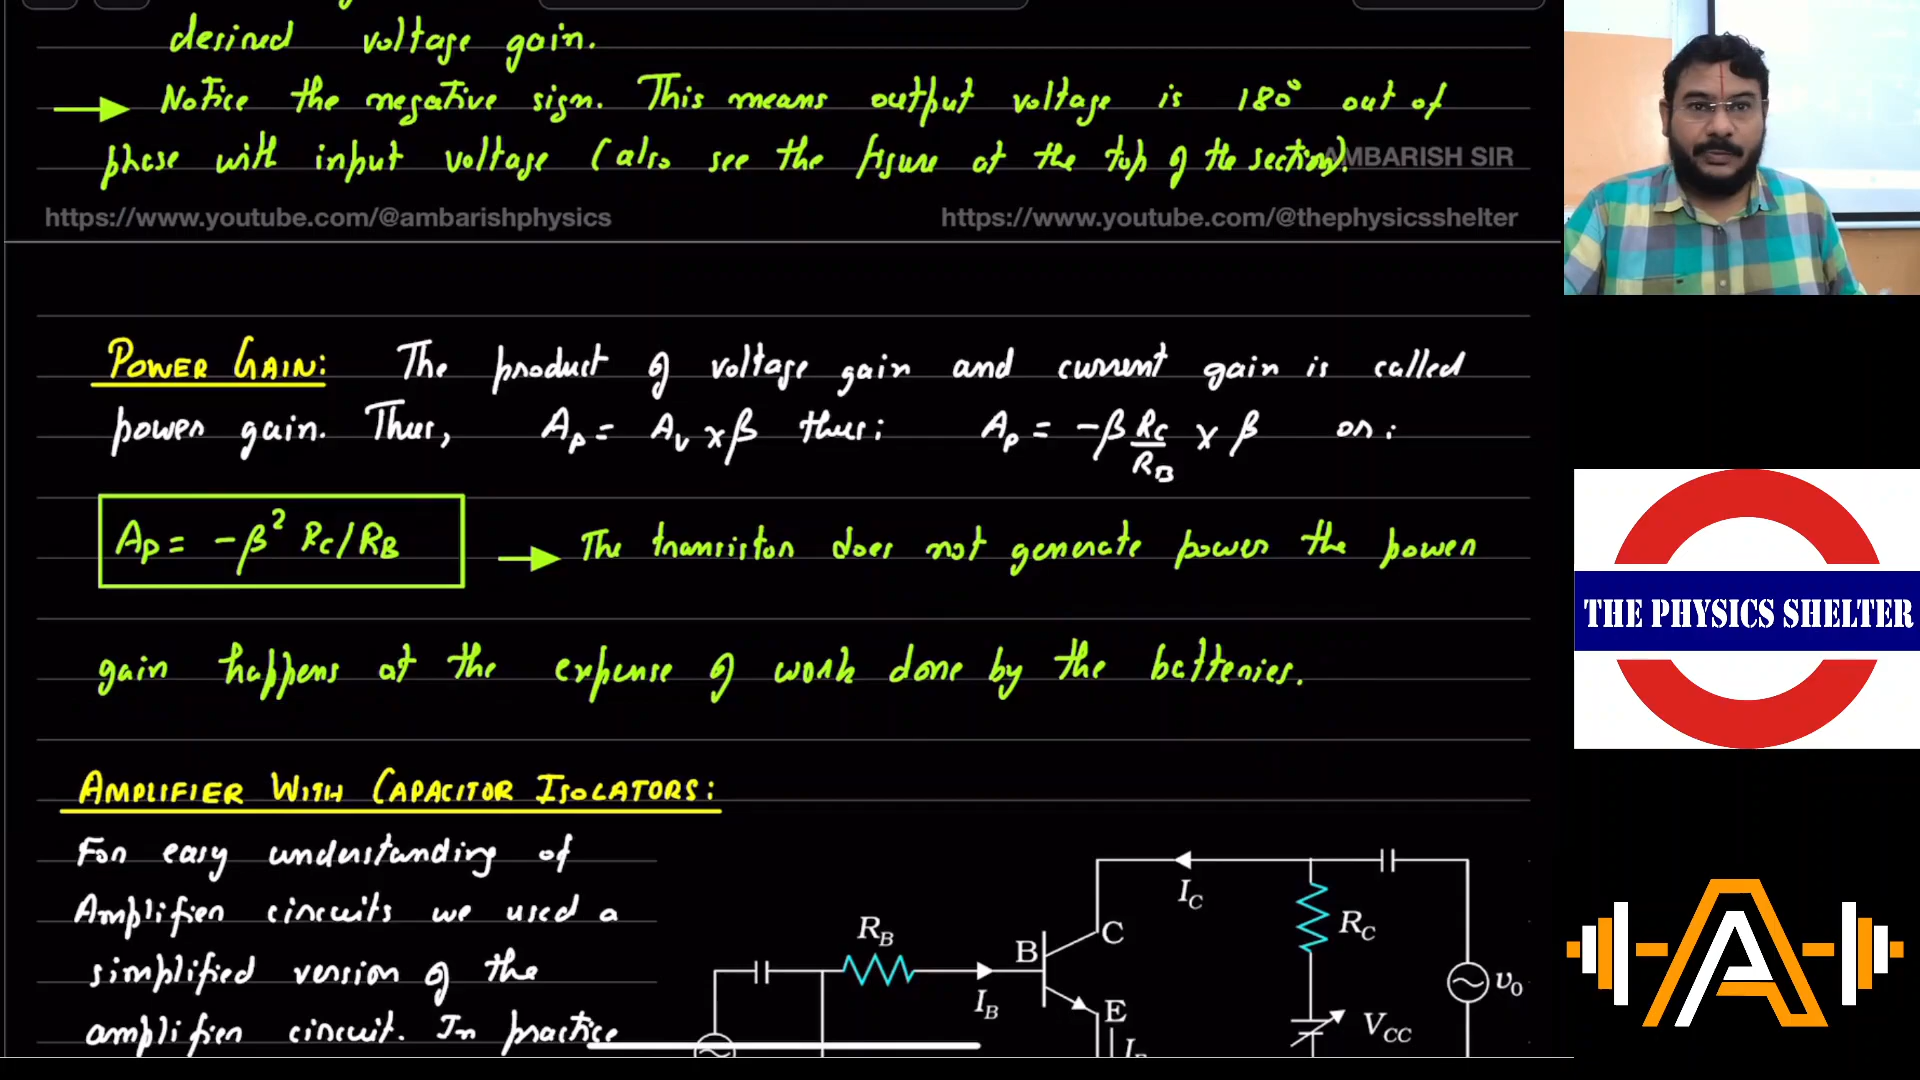 desired voltage gain.
Notice the negative sign. This means output voltage is 180° out of
phase with input voltage (also see the figure at the top of the section).
AMBARISH SIR
https://www.youtube.com/@ambarishphysics
https://www.youtube.com/@thephysicsshelter
POWER GAIN: The product of voltage gain and current gain is called
power gain. Thus, Ap = Av x β thus: Ap = -β Rc/RB x β or:
Ap = -β² Rc/RB → The transistor does not generate power the power
gain happens at the expense of work done by the batteries.
AMPLIFIER WITH CAPACITOR ISOLATORS:
For easy understanding of
Amplifier circuits we used a
simplified version of the
amplifier circuit. In practice
IC
RC
C
B
RB
IB
E
VCC
υ0
THE PHYSICS SHELTER